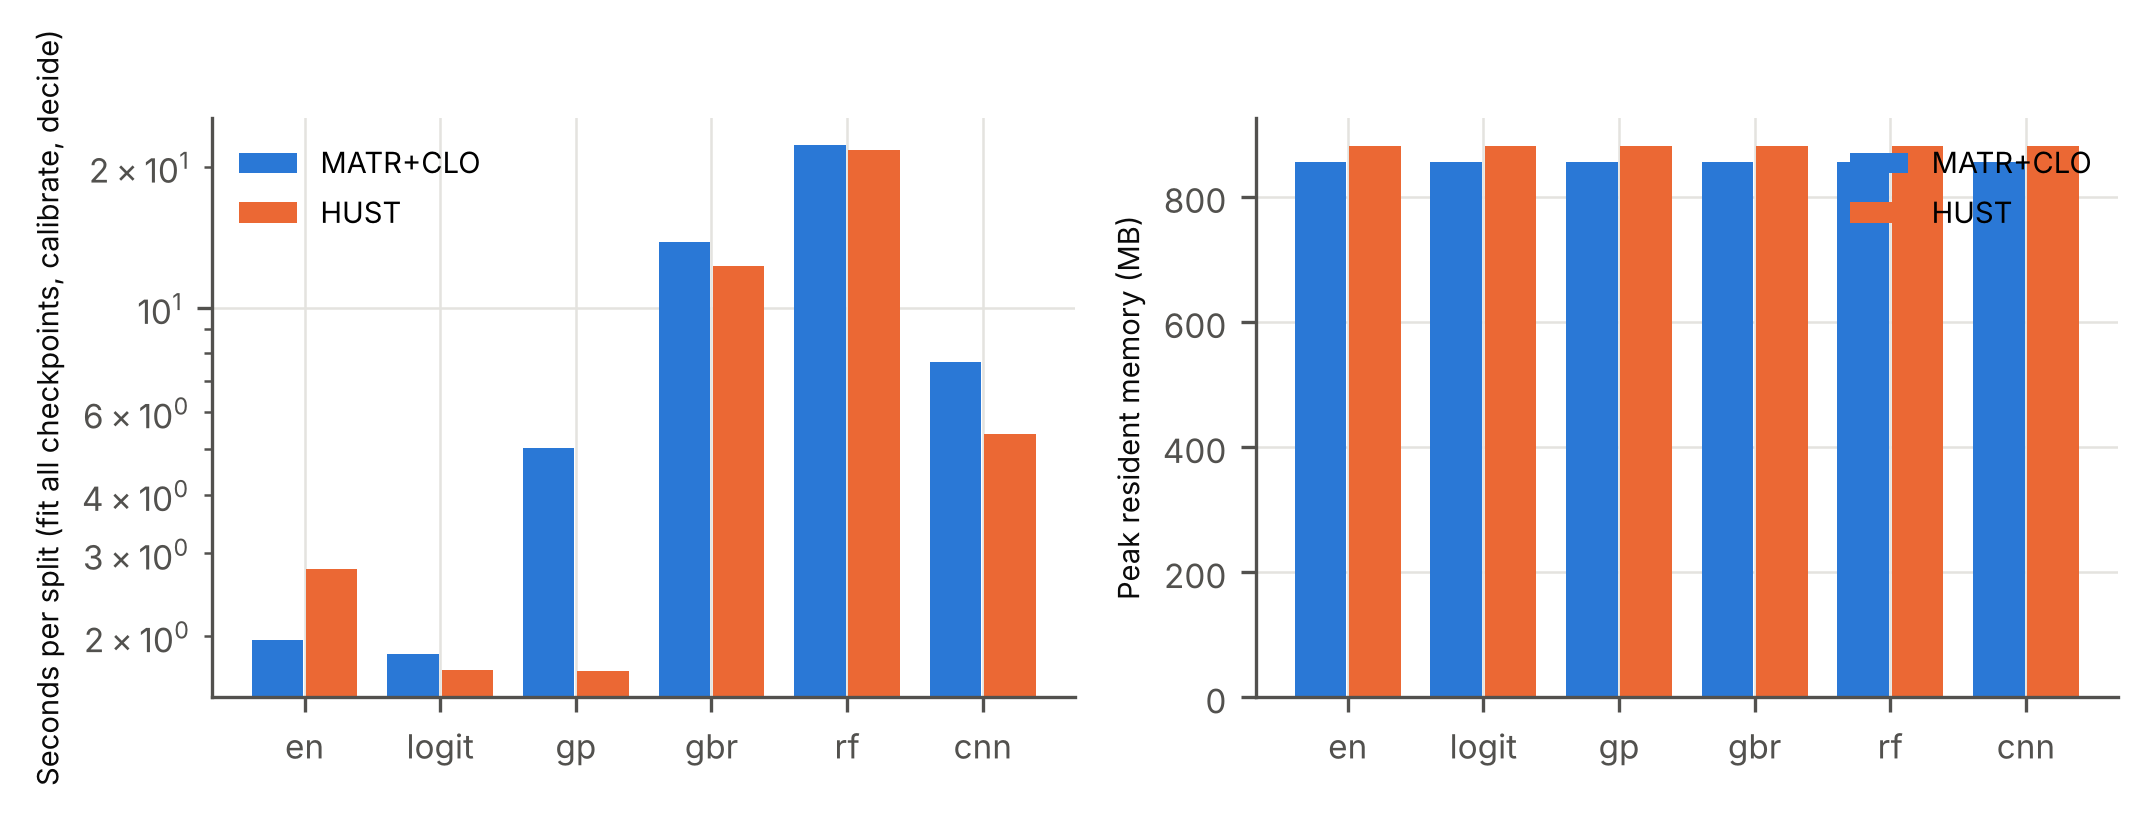 Seconds per split (fit all checkpoints, calibrate, decide)
2 × 10¹
10¹
6 × 10⁰
4 × 10⁰
3 × 10⁰
2 × 10⁰
MATR+CLO
HUST
en logit gp gbr rf cnn
Peak resident memory (MB)
800
600
400
200
0
MATR+CLO
HUST
en logit gp gbr rf cnn